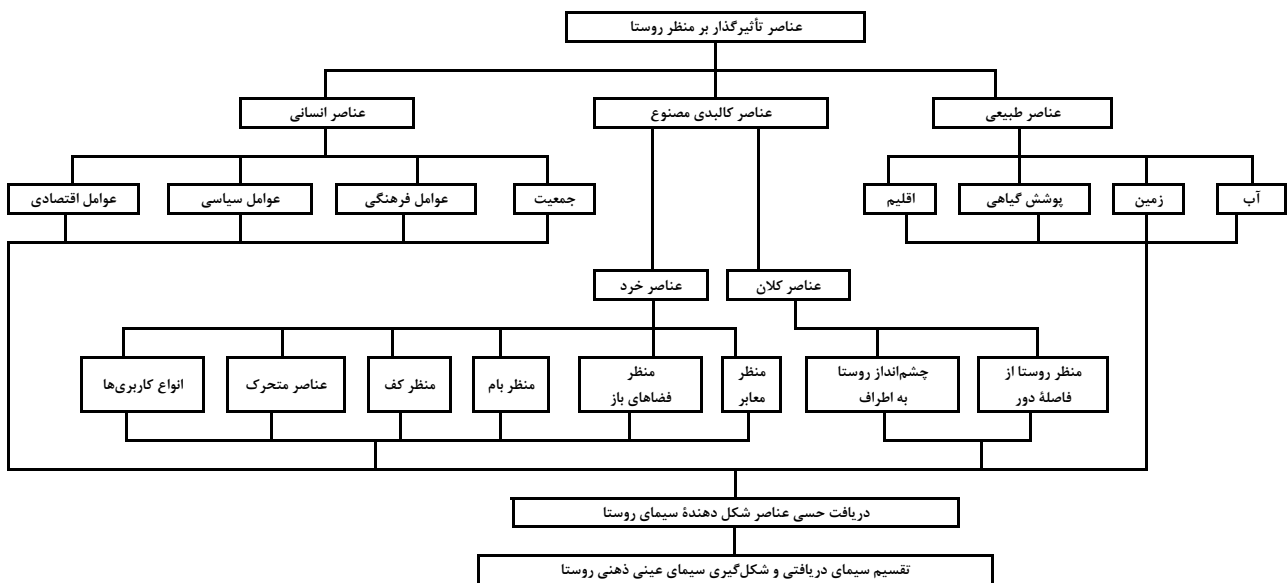 عناصر تأثیرگذار بر منظر روستا
عناصر طبیعی
عناصر کالبدی مصنوع
عناصر انسانی
آب
زمین
پوشش گیاهی
اقلیم
جمعیت
عوامل فرهنگی
عوامل سیاسی
عوامل اقتصادی
عناصر کلان
عناصر خرد
منظر روستا از
فاصلهٔ دور
چشم‌انداز روستا
به اطراف
منظر
معابر
منظر
فضاهای باز
منظر بام
منظر کف
عناصر متحرک
انواع کاربری‌ها
دریافت حسی عناصر شکل دهندهٔ سیمای روستا
تقسیم سیمای دریافتی و شکل‌گیری سیمای عینی ذهنی روستا